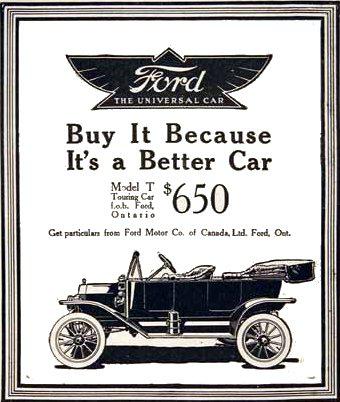 Ford
THE UNIVERSAL CAR
Buy It Because
It's a Better Car
Model T
Touring Car
f.o.b. Ford,
Ontario
$650
Get particulars from Ford Motor Co. of Canada, Ltd. Ford, Ont.